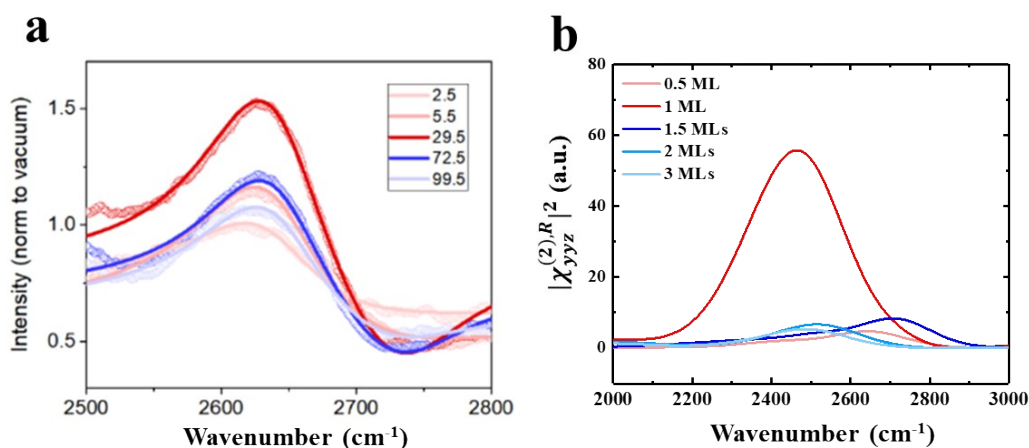 a
Intensity (norm to vacuum)
1.5
1.0
0.5
2.5
5.5
29.5
72.5
99.5
2500 2600 2700 2800
Wavenumber (cm⁻¹)
b
|χ⁽²⁾,ᴿ_yyz|² (a.u.)
80
60
40
20
0
0.5 ML
1 ML
1.5 MLs
2 MLs
3 MLs
2000 2200 2400 2600 2800 3000
Wavenumber (cm⁻¹)